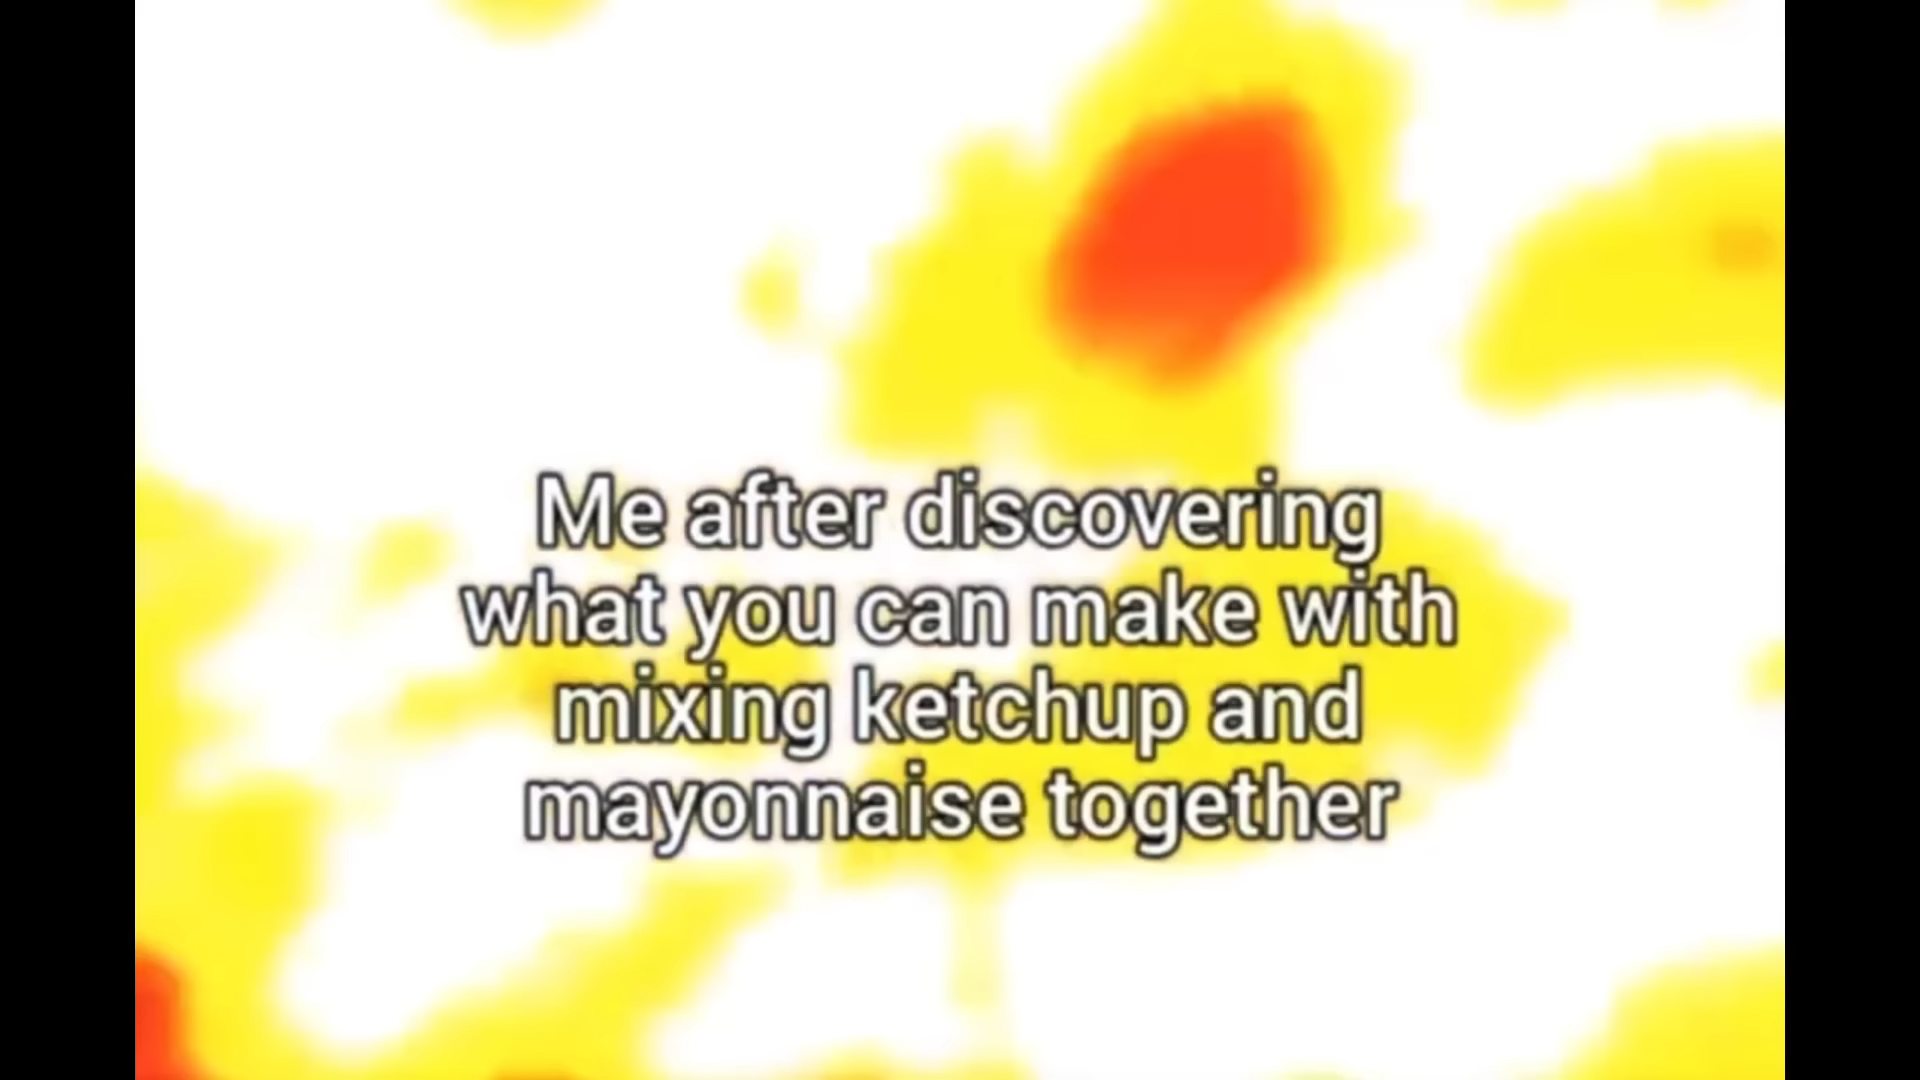 Me after discovering
what you can make with
mixing ketchup and
mayonnaise together